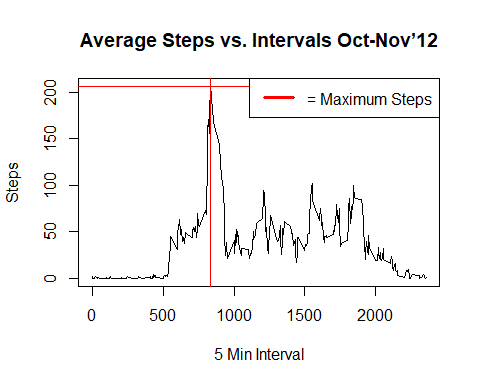 Average Steps vs. Intervals Oct-Nov’12
= Maximum Steps
Steps
200
150
100
50
0
0 500 1000 1500 2000
5 Min Interval